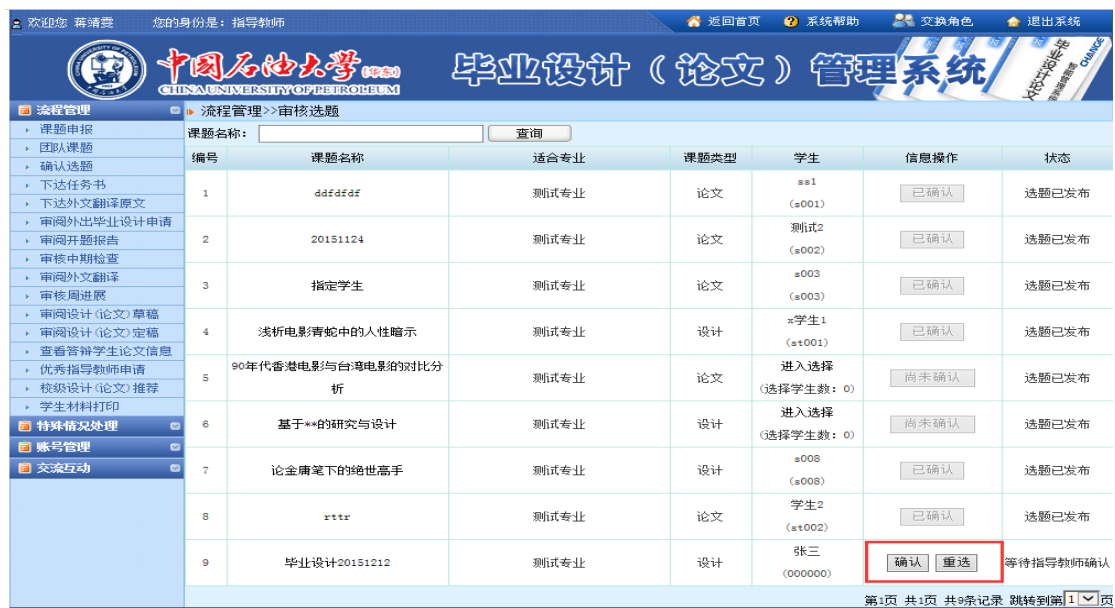 欢迎您 蒋靖霊 您的身份是：指导教师 返回首页 系统帮助 交换角色 退出系统
中国石油大学(华东) 毕业设计（论文）管理系统
CHINA UNIVERSITY OF PETROLEUM
流程管理
课题申报
团队课题
确认选题
下达任务书
下达外文翻译原文
审阅外出毕业设计申请
审阅开题报告
审核中期检查
审阅外文翻译
审核周进展
审阅设计(论文)草稿
审阅设计(论文)定稿
查看答辩学生论文信息
优秀指导教师申请
校级设计(论文)推荐
学生材料打印
特殊情况处理
账号管理
交流互动
流程管理>>审核选题
课题名称： 查询
编号 课题名称 适合专业 课题类型 学生 信息操作 状态
1 ddfdfdf 测试专业 论文 ss1 (s001) 已确认 选题已发布
2 20151124 测试专业 论文 测试2 (s002) 已确认 选题已发布
3 指定学生 测试专业 论文 s003 (s003) 已确认 选题已发布
4 浅析电影青蛇中的人性暗示 测试专业 设计 x学生1 (st001) 已确认 选题已发布
5 90年代香港电影与台湾电影的对比分析 测试专业 论文 进入选择 (选择学生数：0) 尚未确认 选题已发布
6 基于**的研究与设计 测试专业 设计 进入选择 (选择学生数：0) 尚未确认 选题已发布
7 论金庸笔下的绝世高手 测试专业 设计 s008 (s008) 已确认 选题已发布
8 rttr 测试专业 论文 学生2 (st002) 已确认 选题已发布
9 毕业设计20151212 测试专业 设计 张三 (000000) 确认 重选 等待指导教师确认
第1页 共1页 共9条记录 跳转到第 1 页